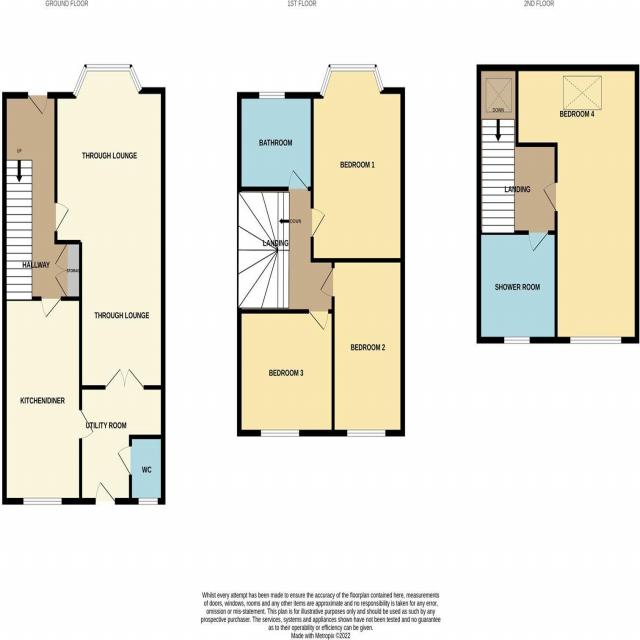 GROUND FLOOR
1ST FLOOR
2ND FLOOR
UP
THROUGH LOUNGE
HALLWAY
STORAGE
THROUGH LOUNGE
KITCHEN/DINER
UTILITY ROOM
WC
BATHROOM
BEDROOM 1
DOWN
LANDING
BEDROOM 3
BEDROOM 2
DOWN
BEDROOM 4
LANDING
SHOWER ROOM
Whilst every attempt has been made to ensure the accuracy of the floorplan contained here, measurements
of doors, windows, rooms and any other items are approximate and no responsibility is taken for any error,
omission or mis-statement. This plan is for illustrative purposes only and should be used as such by any
prospective purchaser. The services, systems and appliances shown have not been tested and no guarantee
as to their operability or efficiency can be given.
Made with Metropix ©2022